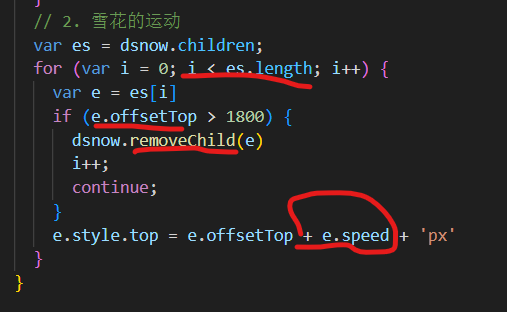 }
// 2. 雪花的运动
var es = dsnow.children;
for (var i = 0; i < es.length; i++) {
var e = es[i]
if (e.offsetTop > 1800) {
dsnow.removeChild(e)
i++;
continue;
}
e.style.top = e.offsetTop + e.speed + 'px'
}
}